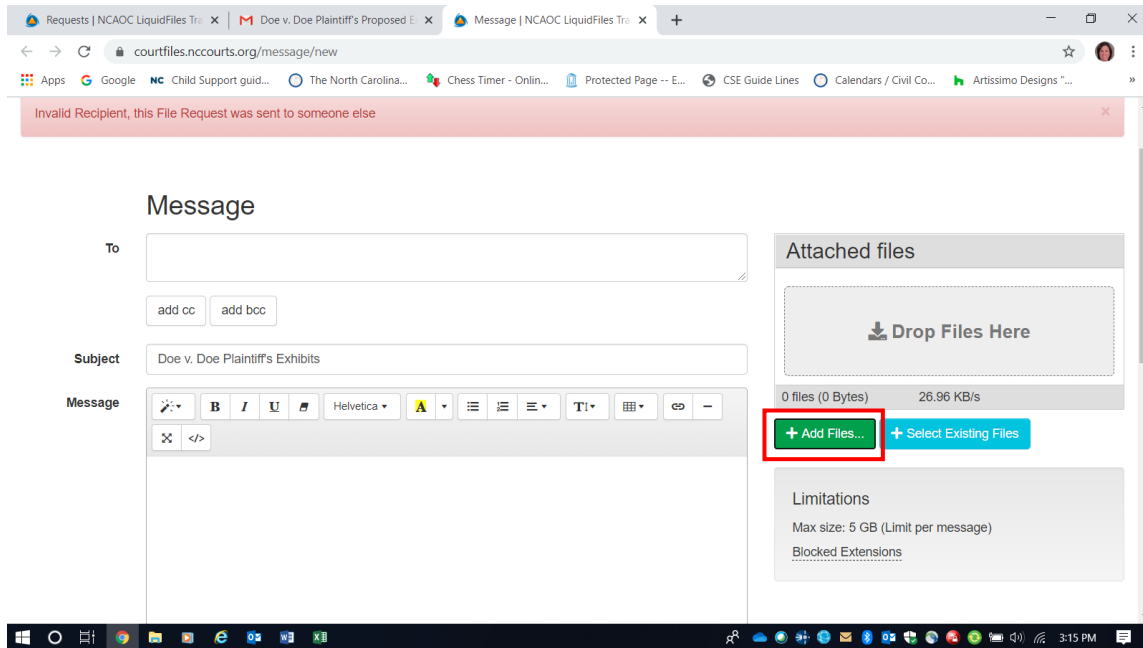 Requests | NCAOC LiquidFiles Tra
Doe v. Doe Plaintiff's Proposed E
Message | NCAOC LiquidFiles Tra
courtfiles.nccourts.org/message/new
Apps Google NC Child Support guid... The North Carolina... Chess Timer - Onlin... Protected Page -- E... CSE Guide Lines Calendars / Civil Co... Artissimo Designs "... »
Invalid Recipient, this File Request was sent to someone else ×
Message
To
add cc add bcc
Subject Doe v. Doe Plaintiff's Exhibits
Message
B I U Helvetica A T
</>
Attached files
Drop Files Here
0 files (0 Bytes) 26.96 KB/s
+ Add Files... + Select Existing Files
Limitations
Max size: 5 GB (Limit per message)
Blocked Extensions
3:15 PM